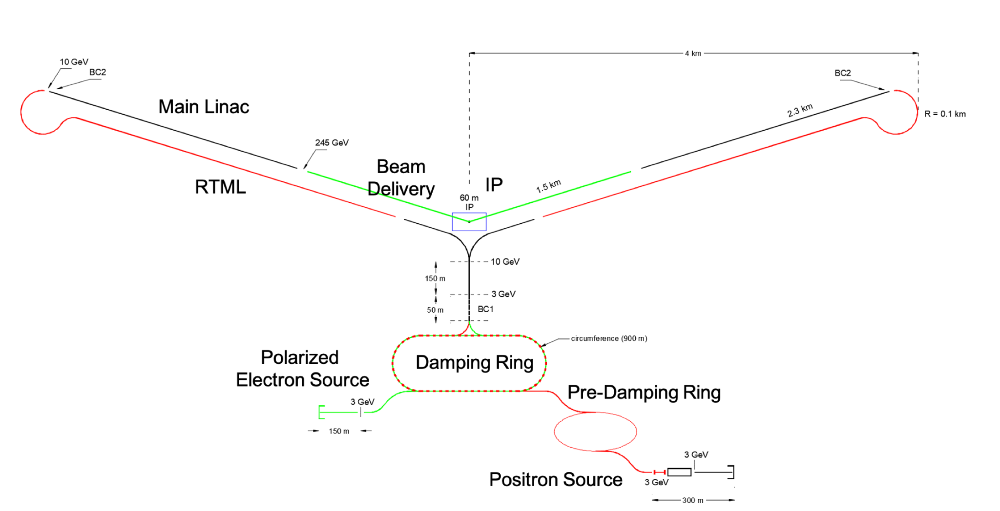 4 km
10 GeV
BC2
BC2
Main Linac
2.3 km
R = 0.1 km
245 GeV
Beam
Delivery
RTML
IP
1.5 km
60 m
IP
10 GeV
150 m
3 GeV
50 m
BC1
circumference (900 m)
Damping Ring
Polarized
Electron Source
3 GeV
150 m
Pre-Damping Ring
3 GeV
Positron Source
3 GeV
300 m